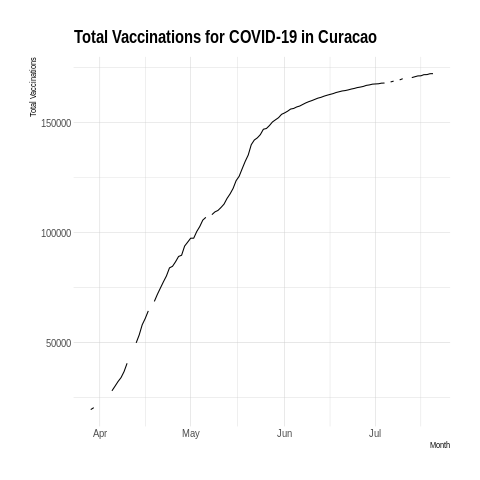 Total Vaccinations for COVID-19 in Curacao
Total Vaccinations
150000
100000
50000
Apr May Jun Jul
Month